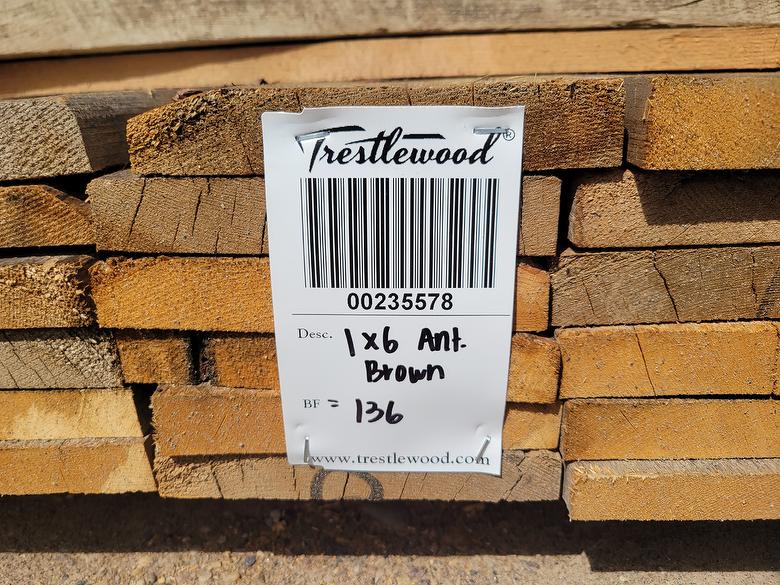 Trestlewood®
00235578
Desc. 1x6 Ant.
Brown
BF = 136
www.trestlewood.com